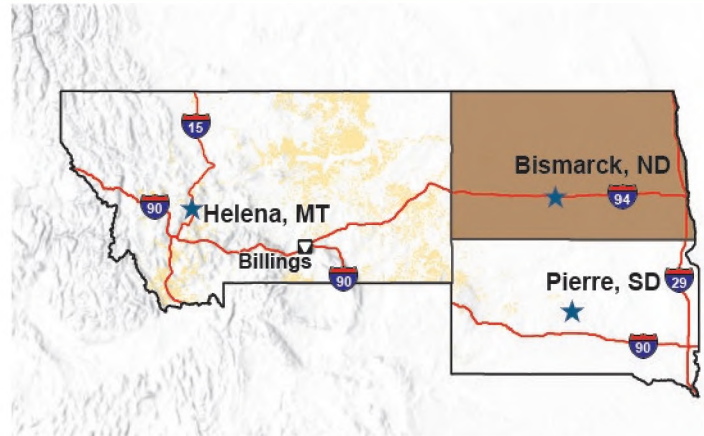 15
Bismarck, ND
94
90
Helena, MT
Billings
90
Pierre, SD
29
90